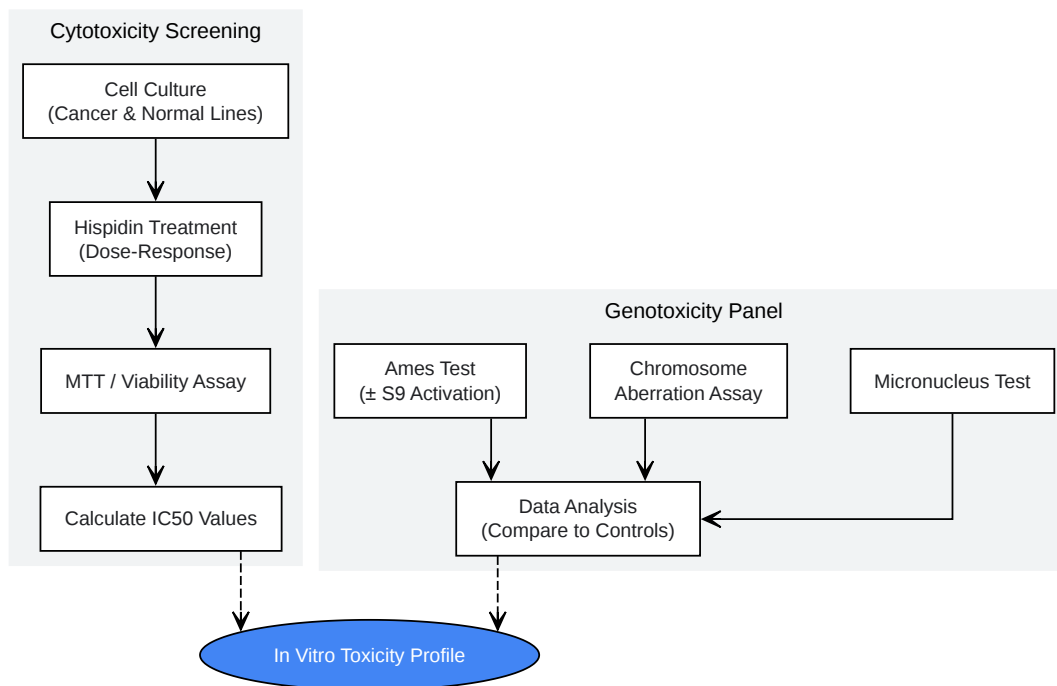 Cytotoxicity Screening
Cell Culture
(Cancer & Normal Lines)
Hispidin Treatment
(Dose-Response)
MTT / Viability Assay
Calculate IC50 Values
Genotoxicity Panel
Ames Test
(± S9 Activation)
Chromosome
Aberration Assay
Micronucleus Test
Data Analysis
(Compare to Controls)
In Vitro Toxicity Profile